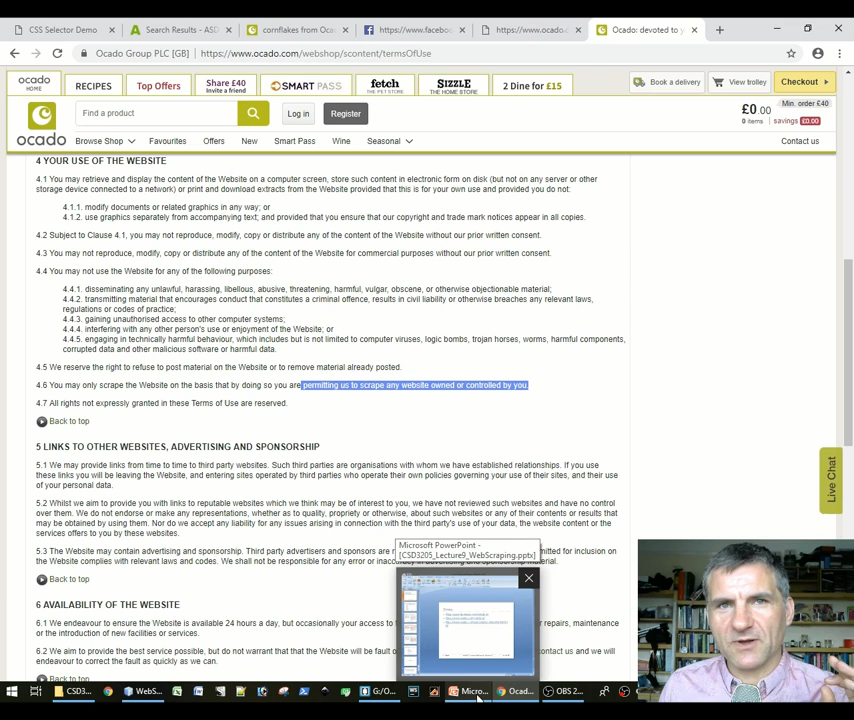 CSS Selector Demo
Search Results - ASD
cornflakes from Ocado
https://www.facebo
https://www.ocado.c
Ocado: devoted to y
Ocado Group PLC [GB] https://www.ocado.com/webshop/scontent/termsOfUse
ocado HOME
RECIPES
Top Offers
Share £40
Invite a friend
SMART PASS
fetch
THE PET STORE
SIZZLE
THE HOME STORE
2 Dine for £15
Book a delivery
View trolley
Checkout
Find a product
Log in
Register
£0.00
0 items
Min. order £40
savings £0.00
ocado
Browse Shop
Favourites
Offers
New
Smart Pass
Wine
Seasonal
Contact us
4 YOUR USE OF THE WEBSITE
4.1 You may retrieve and display the content of the Website on a computer screen, store such content in electronic form on disk (but not on any server or other
storage device connected to a network) or print and download extracts from the Website provided that this is for your own use and provided you do not:
4.1.1. modify documents or related graphics in any way; or
4.1.2. use graphics separately from accompanying text; and provided that you ensure that our copyright and trade mark notices appear in all copies.
4.2 Subject to Clause 4.1, you may not reproduce, modify, copy or distribute any of the content of the Website without our prior written consent.
4.3 You may not reproduce, modify, copy or distribute any of the content of the Website for commercial purposes without our prior written consent.
4.4 You may not use the Website for any of the following purposes:
4.4.1. disseminating any unlawful, harassing, libellous, abusive, threatening, harmful, vulgar, obscene, or otherwise objectionable material;
4.4.2. transmitting material that encourages conduct that constitutes a criminal offence, results in civil liability or otherwise breaches any relevant laws,
regulations or codes of practice;
4.4.3. gaining unauthorised access to other computer systems;
4.4.4. interfering with any other person's use or enjoyment of the Website; or
4.4.5. engaging in technically harmful behaviour, which includes but is not limited to computer viruses, logic bombs, trojan horses, worms, harmful components,
corrupted data and other malicious software or harmful data.
4.5 We reserve the right to refuse to post material on the Website or to remove material already posted.
4.6 You may only scrape the Website on the basis that by doing so you are permitting us to scrape any website owned or controlled by you.
4.7 All rights not expressly granted in these Terms of Use are reserved.
Back to top
5 LINKS TO OTHER WEBSITES, ADVERTISING AND SPONSORSHIP
5.1 We may provide links from time to time to third party websites. Such third parties are organisations with whom we have established relationships. If you use
these links you will be leaving the Website, and entering sites operated by third parties who operate their own policies governing your use of their sites, and their use
of your personal data.
5.2 Whilst we aim to provide you with links to reputable websites which we think may be of interest to you, we have not reviewed such websites and have no control
over them. We do not endorse or make any representations, whether as to quality, propriety or otherwise, about such websites or any of their contents or results that
may be obtained by using them. Nor do we accept any liability for any issues arising in connection with the third party's use of your data, the website content or the
services offered to you by these websites.
5.3 The Website may contain advertising and sponsorship. Third party advertisers and sponsors are r mitted for inclusion on
the Website complies with relevant laws and codes. We shall not be responsible for any error or inaccuracy in advertising and sponsorship material.
Back to top
Microsoft PowerPoint -
[CSD3205_Lecture9_WebScraping.pptx]
6 AVAILABILITY OF THE WEBSITE
6.1 We endeavour to ensure the Website is available 24 hours a day, but occasionally your access to r repairs, maintenance
or the introduction of new facilities or services.
6.2 We aim to provide the best service possible, but do not warrant that that the Website will be fault ontact us and we will
endeavour to correct the fault as quickly as we can.
Back to top
Live Chat
CSD3...
WebS...
G:/O...
Micro...
Ocad...
OBS 2...